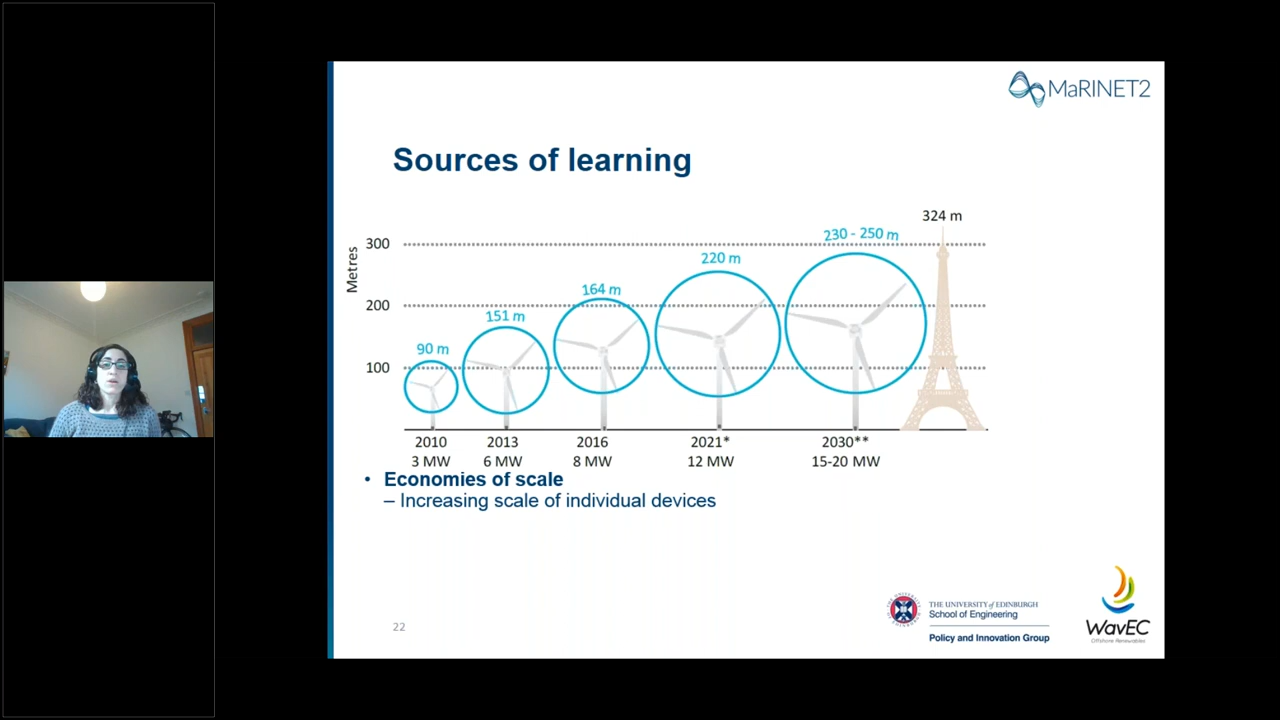 MaRINET2
Sources of learning
324 m
230 - 250 m
220 m
164 m
151 m
90 m
Metres
300
200
100
2010
2013
2016
2021*
2030**
3 MW
6 MW
8 MW
12 MW
15-20 MW
• Economies of scale
– Increasing scale of individual devices
THE UNIVERSITY of EDINBURGH
School of Engineering
Policy and Innovation Group
WavEC
Offshore Renewables
22